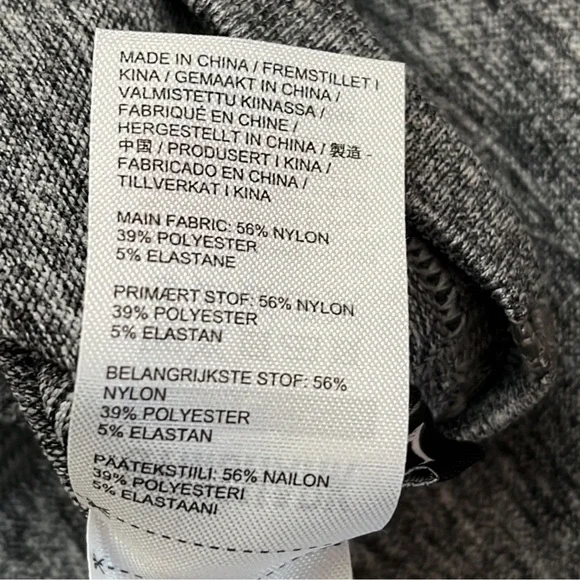 MADE IN CHINA / FREMSTILLET I
KINA / GEMAAKT IN CHINA /
VALMISTETTU KIINASSA /
FABRIQUÉ EN CHINE /
HERGESTELLT IN CHINA / 製造 -
中国 / PRODUSERT I KINA /
FABRICADO EN CHINA /
TILLVERKAT I KINA
MAIN FABRIC: 56% NYLON
39% POLYESTER
5% ELASTANE
PRIMÆRT STOF: 56% NYLON
39% POLYESTER
5% ELASTAN
BELANGRIJKSTE STOF: 56%
NYLON
39% POLYESTER
5% ELASTAN
PÄÄTEKSTIILI: 56% NAILON
39% POLYESTERI
5% ELASTAANI